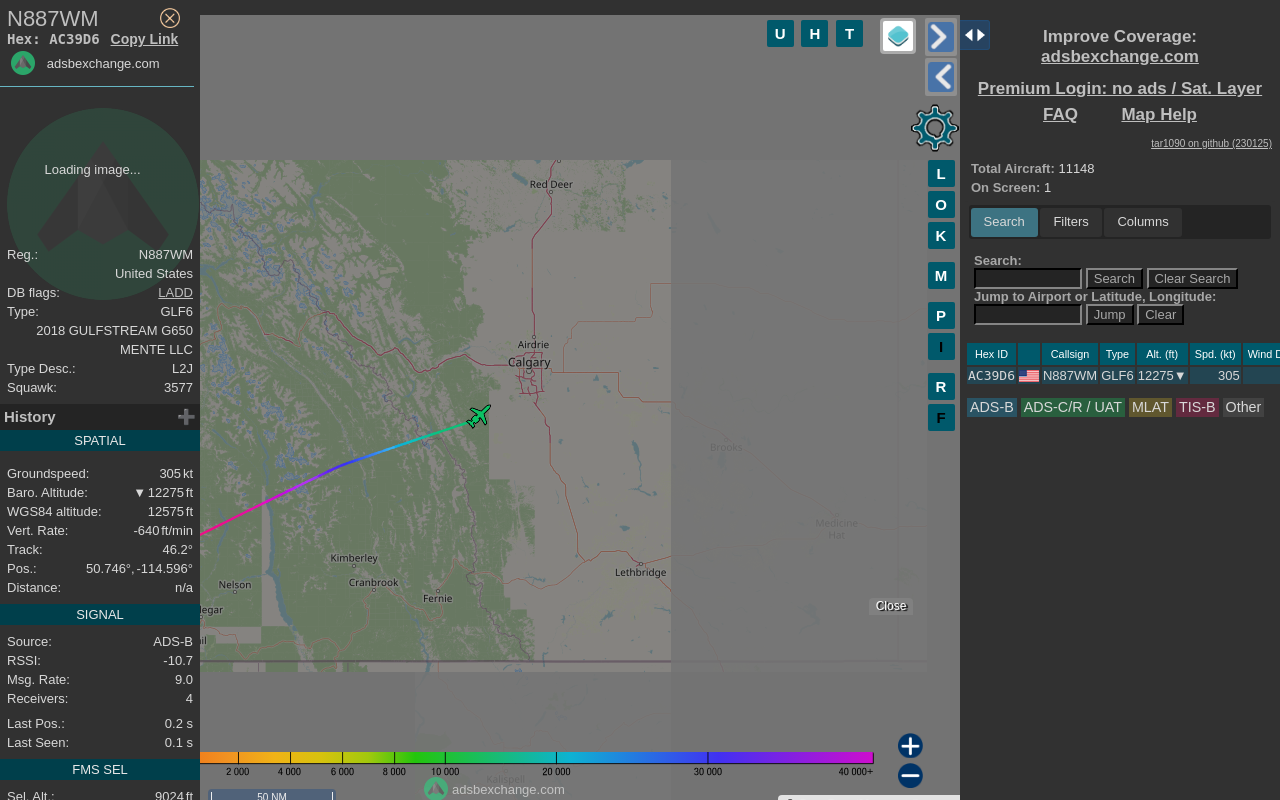 N887WM
Hex: AC39D6 Copy Link
adsbexchange.com
Loading image...
Reg.: N887WM
United States
DB flags: LADD
Type: GLF6
2018 GULFSTREAM G650
MENTE LLC
Type Desc.: L2J
Squawk: 3577
History
SPATIAL
Groundspeed: 305 kt
Baro. Altitude: ▼ 12275 ft
WGS84 altitude: 12575 ft
Vert. Rate: -640 ft/min
Track: 46.2°
Pos.: 50.746°, -114.596°
Distance: n/a
SIGNAL
Source: ADS-B
RSSI: -10.7
Msg. Rate: 9.0
Receivers: 4
Last Pos.: 0.2 s
Last Seen: 0.1 s
FMS SEL
Sel. Alt.: 9024 ft
U H T
L
O
K
M
P
I
R
F
Red Deer
Airdrie
Calgary
Brooks
Medicine
Hat
Kimberley
Lethbridge
Nelson
Cranbrook
Fernie
legar
ail
Close
2 000 4 000 6 000 8 000 10 000 20 000 30 000 40 000+
Kalispell
adsbexchange.com
50 NM
Improve Coverage:
adsbexchange.com
Premium Login: no ads / Sat. Layer
FAQ Map Help
tar1090 on github (230125)
Total Aircraft: 11148
On Screen: 1
Search Filters Columns
Search:
Search Clear Search
Jump to Airport or Latitude, Longitude:
Jump Clear
Hex ID Callsign Type Alt. (ft) Spd. (kt) Wind D
AC39D6 N887WM GLF6 12275▼ 305
ADS-B ADS-C/R / UAT MLAT TIS-B Other